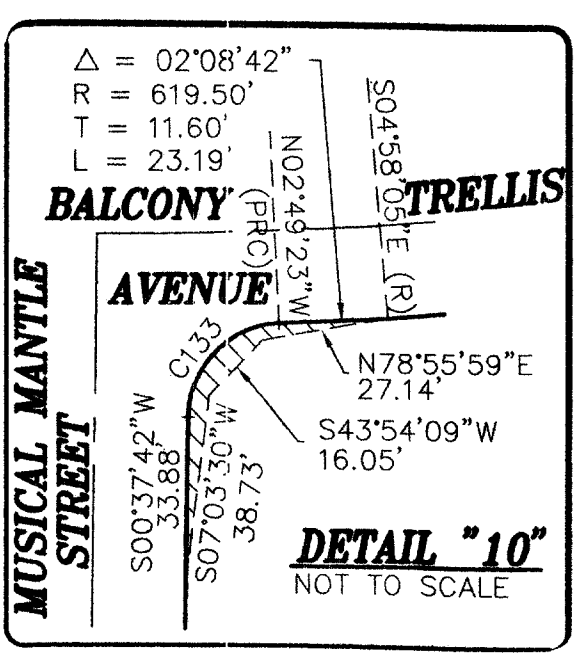 Δ = 02°08'42"
R = 619.50'
T = 11.60'
L = 23.19'
BALCONY TRELLIS
AVENUE
N02°49'23"W
(PRC)
S04°58'05"E (R)
C133
N78°55'59"E
27.14'
S43°54'09"W
16.05'
MUSICAL MANTLE
STREET
S00°37'42"W
33.88'
S07°03'30"W
38.73'
DETAIL "10"
NOT TO SCALE